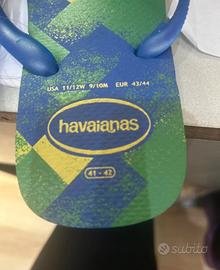 USA 11/12W 9/10M EUR 43/44
havaianas
41 - 42
subito